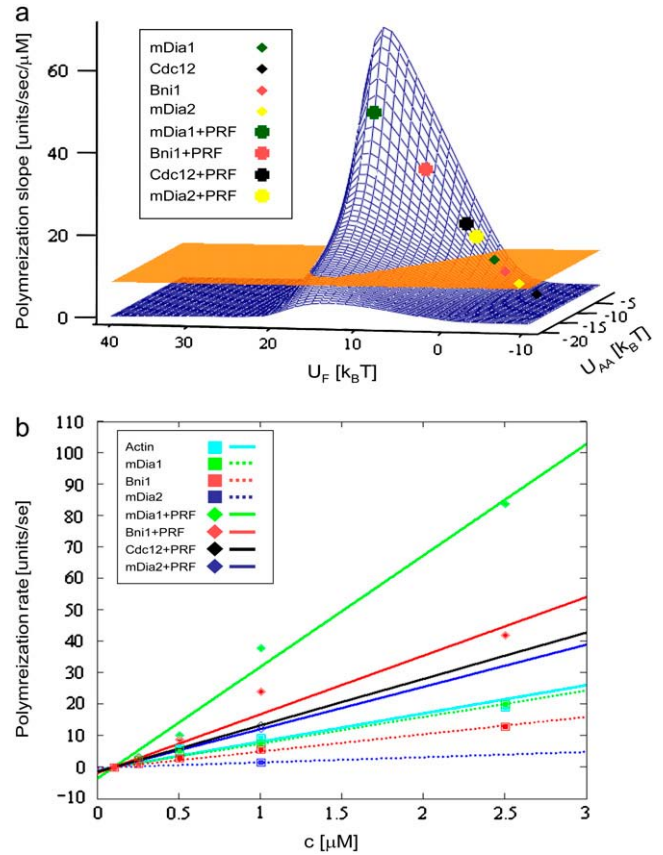 a
Polymreization slope [units/sec/μM]
60
40
20
0
mDia1
Cdc12
Bni1
mDia2
mDia1+PRF
Bni1+PRF
Cdc12+PRF
mDia2+PRF
40 30 20 10 0 -10
U_F [k_BT]
-20 -15 -10 -5
U_AA [k_BT]
b
Polymreization rate [units/se]
110
100
90
80
70
60
50
40
30
20
10
0
-10
Actin
mDia1
Bni1
mDia2
mDia1+PRF
Bni1+PRF
Cdc12+PRF
mDia2+PRF
0 0.5 1 1.5 2 2.5 3
c [μM]